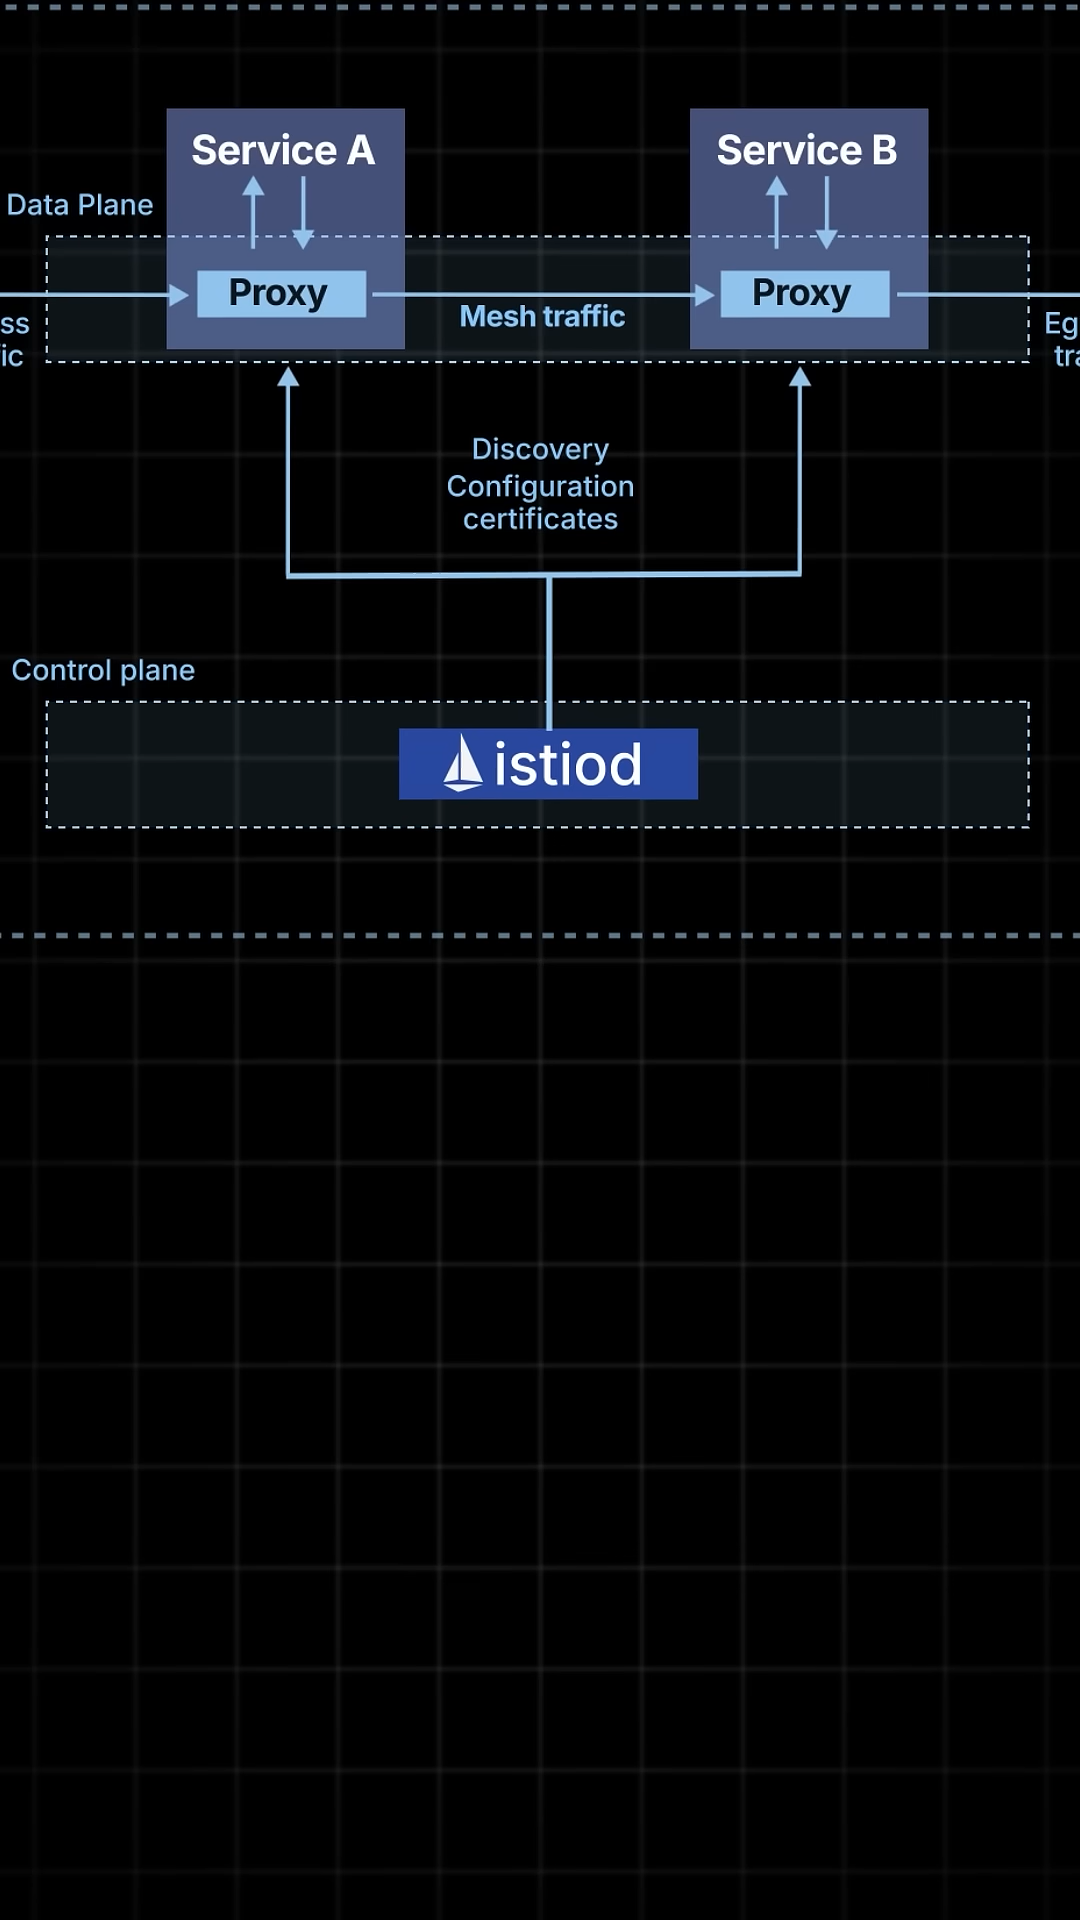 Service A
Service B
Data Plane
Proxy
Proxy
Mesh traffic
ss
ic
Eg
tra
Discovery
Configuration
certificates
Control plane
istiod